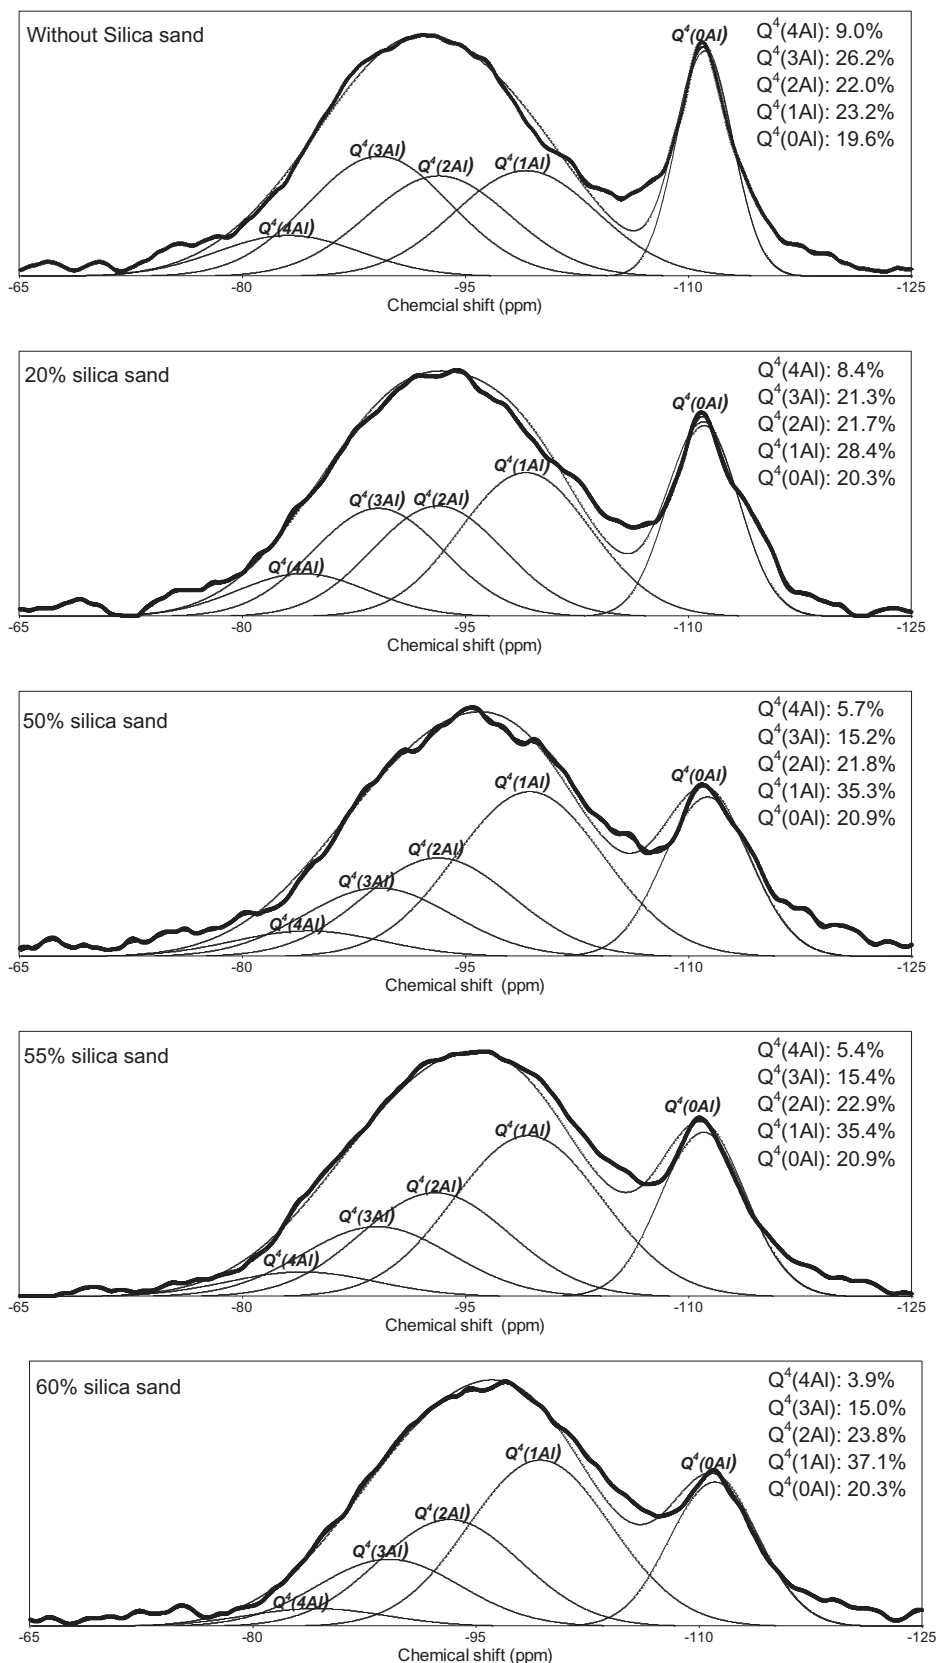 Without Silica sand
Q⁴(4Al): 9.0%
Q⁴(3Al): 26.2%
Q⁴(2Al): 22.0%
Q⁴(1Al): 23.2%
Q⁴(0Al): 19.6%
Q⁴(0Al)
Q⁴(3Al)
Q⁴(2Al)
Q⁴(1Al)
Q⁴(4Al)
-65 -80 -95 -110 -125
Chemcial shift (ppm)
20% silica sand
Q⁴(4Al): 8.4%
Q⁴(3Al): 21.3%
Q⁴(2Al): 21.7%
Q⁴(1Al): 28.4%
Q⁴(0Al): 20.3%
Q⁴(0Al)
Q⁴(1Al)
Q⁴(3Al)
Q⁴(2Al)
Q⁴(4Al)
-65 -80 -95 -110 -125
Chemical shift (ppm)
50% silica sand
Q⁴(4Al): 5.7%
Q⁴(3Al): 15.2%
Q⁴(2Al): 21.8%
Q⁴(1Al): 35.3%
Q⁴(0Al): 20.9%
Q⁴(0Al)
Q⁴(1Al)
Q⁴(2Al)
Q⁴(3Al)
Q⁴(4Al)
-65 -80 -95 -110 -125
Chemical shift (ppm)
55% silica sand
Q⁴(4Al): 5.4%
Q⁴(3Al): 15.4%
Q⁴(2Al): 22.9%
Q⁴(1Al): 35.4%
Q⁴(0Al): 20.9%
Q⁴(0Al)
Q⁴(1Al)
Q⁴(2Al)
Q⁴(3Al)
Q⁴(4Al)
-65 -80 -95 -110 -125
Chemical shift (ppm)
60% silica sand
Q⁴(4Al): 3.9%
Q⁴(3Al): 15.0%
Q⁴(2Al): 23.8%
Q⁴(1Al): 37.1%
Q⁴(0Al): 20.3%
Q⁴(1Al)
Q⁴(0Al)
Q⁴(2Al)
Q⁴(3Al)
Q⁴(4Al)
-65 -80 -95 -110 -125
Chemical shift (ppm)